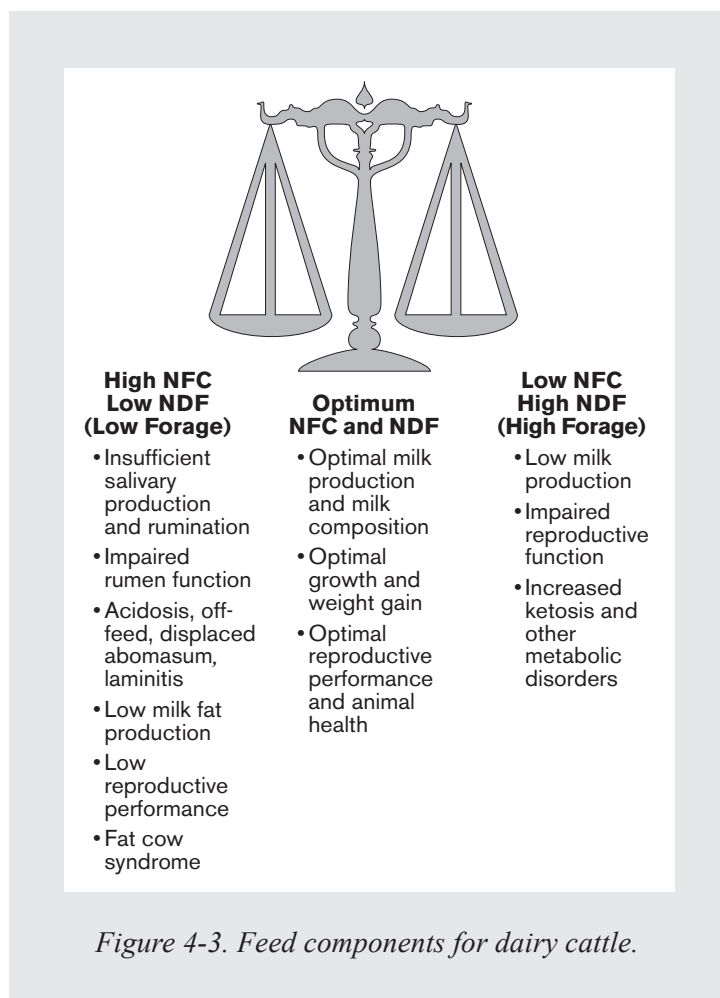 High NFC
Low NDF
(Low Forage)
• Insufficient
salivary
production
and rumination
• Impaired
rumen function
• Acidosis, off-
feed, displaced
abomasum,
laminitis
• Low milk fat
production
• Low
reproductive
performance
• Fat cow
syndrome
Optimum
NFC and NDF
• Optimal milk
production
and milk
composition
• Optimal
growth and
weight gain
• Optimal
reproductive
performance
and animal
health
Low NFC
High NDF
(High Forage)
• Low milk
production
• Impaired
reproductive
function
• Increased
ketosis and
other
metabolic
disorders
Figure 4-3. Feed components for dairy cattle.